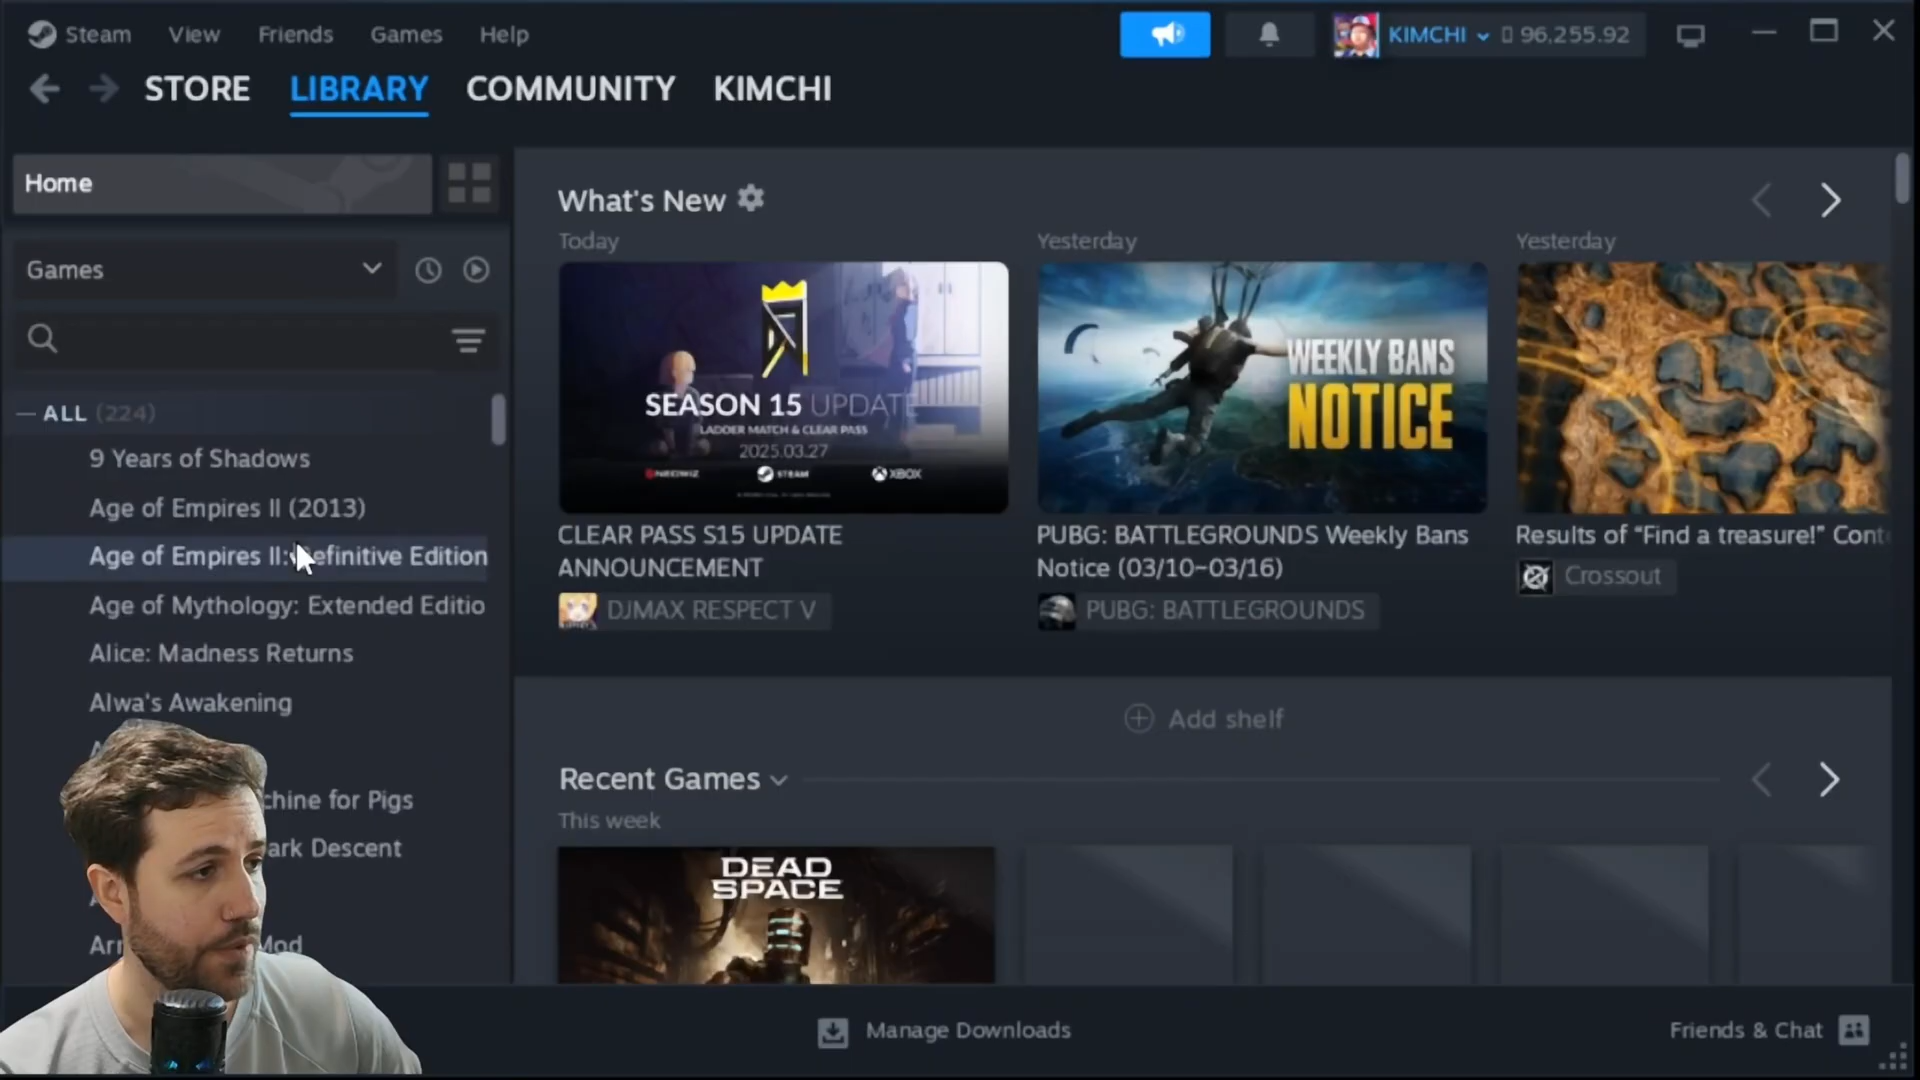 Steam View Friends Games Help
KIMCHI 96,255.92
STORE LIBRARY COMMUNITY KIMCHI
Home
Games
ALL (224)
9 Years of Shadows
Age of Empires II (2013)
Age of Empires II: efinitive Edition
Age of Mythology: Extended Editio
Alice: Madness Returns
Alwa's Awakening
chine for Pigs
ark Descent
Mod
What's New
Today
SEASON 15 UPDATE
LADDER MATCH & CLEAR PASS
2025.03.27
NEOWIZ STEAM XBOX
CLEAR PASS S15 UPDATE
ANNOUNCEMENT
DJMAX RESPECT V
Yesterday
WEEKLY BANS
NOTICE
PUBG: BATTLEGROUNDS Weekly Bans
Notice (03/10-03/16)
PUBG: BATTLEGROUNDS
Yesterday
Results of “Find a treasure!” Cont
Crossout
Add shelf
Recent Games
This week
DEAD
SPACE
Manage Downloads
Friends & Chat